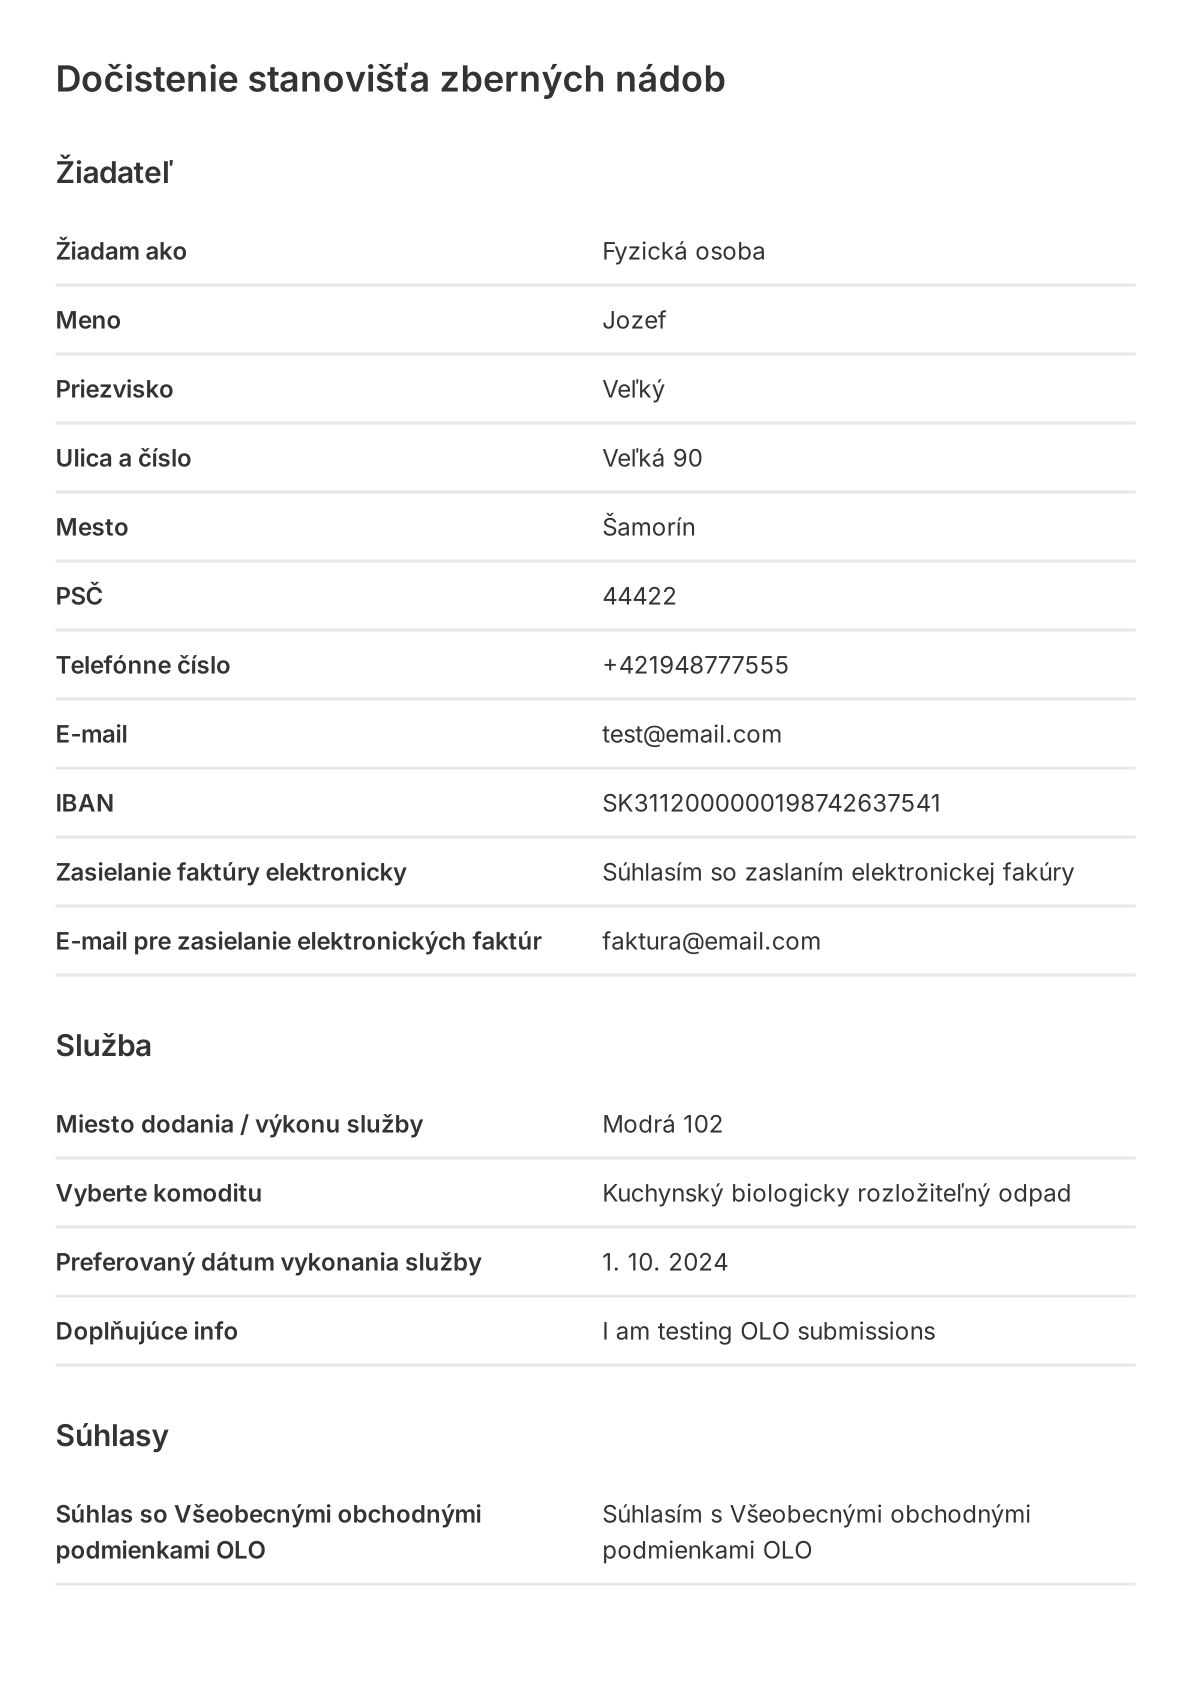 Dočistenie stanovišťa zberných nádob
Žiadateľ
Žiadam ako Fyzická osoba
Meno Jozef
Priezvisko Veľký
Ulica a číslo Veľká 90
Mesto Šamorín
PSČ 44422
Telefónne číslo +421948777555
E-mail test@email.com
IBAN SK3112000000198742637541
Zasielanie faktúry elektronicky Súhlasím so zaslaním elektronickej fakúry
E-mail pre zasielanie elektronických faktúr faktura@email.com
Služba
Miesto dodania / výkonu služby Modrá 102
Vyberte komoditu Kuchynský biologicky rozložiteľný odpad
Preferovaný dátum vykonania služby 1. 10. 2024
Doplňujúce info I am testing OLO submissions
Súhlasy
Súhlas so Všeobecnými obchodnými Súhlasím s Všeobecnými obchodnými
podmienkami OLO podmienkami OLO